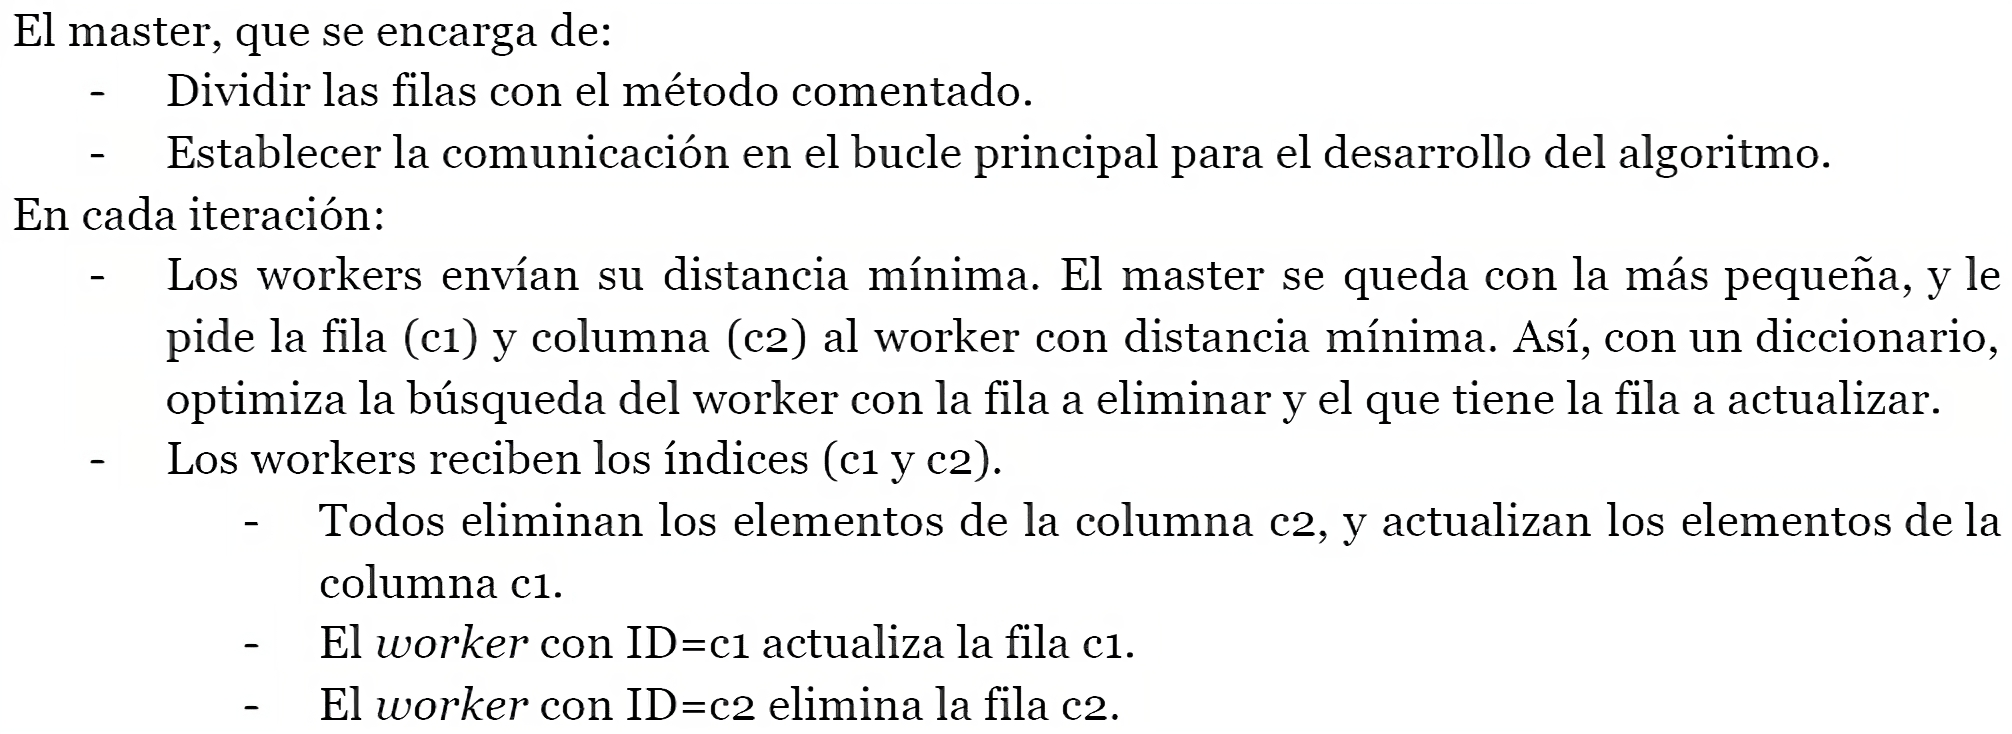 El master, que se encarga de:
- Dividir las filas con el método comentado.
- Establecer la comunicación en el bucle principal para el desarrollo del algoritmo.
En cada iteración:
- Los workers envían su distancia mínima. El master se queda con la más pequeña, y le
pide la fila (c1) y columna (c2) al worker con distancia mínima. Así, con un diccionario,
optimiza la búsqueda del worker con la fila a eliminar y el que tiene la fila a actualizar.
- Los workers reciben los índices (c1 y c2).
- Todos eliminan los elementos de la columna c2, y actualizan los elementos de la
columna c1.
- El worker con ID=c1 actualiza la fila c1.
- El worker con ID=c2 elimina la fila c2.